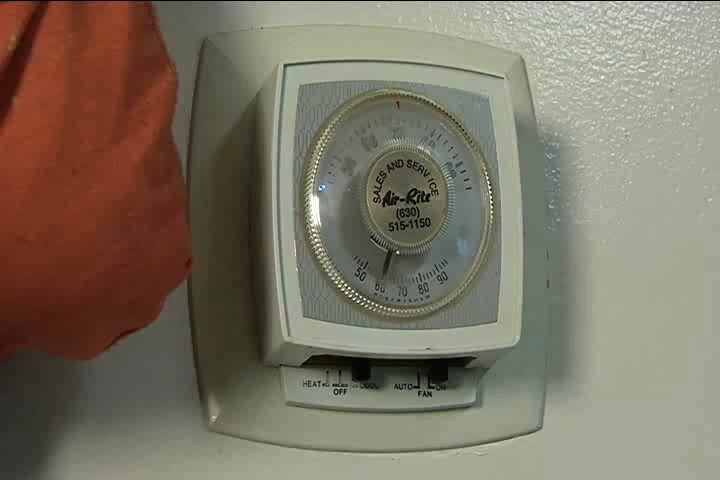 SALES AND SERVICE
Air-Rite
(630)
515-1150
50 60 70 80 90
HEAT OFF COOL
AUTO FAN ON